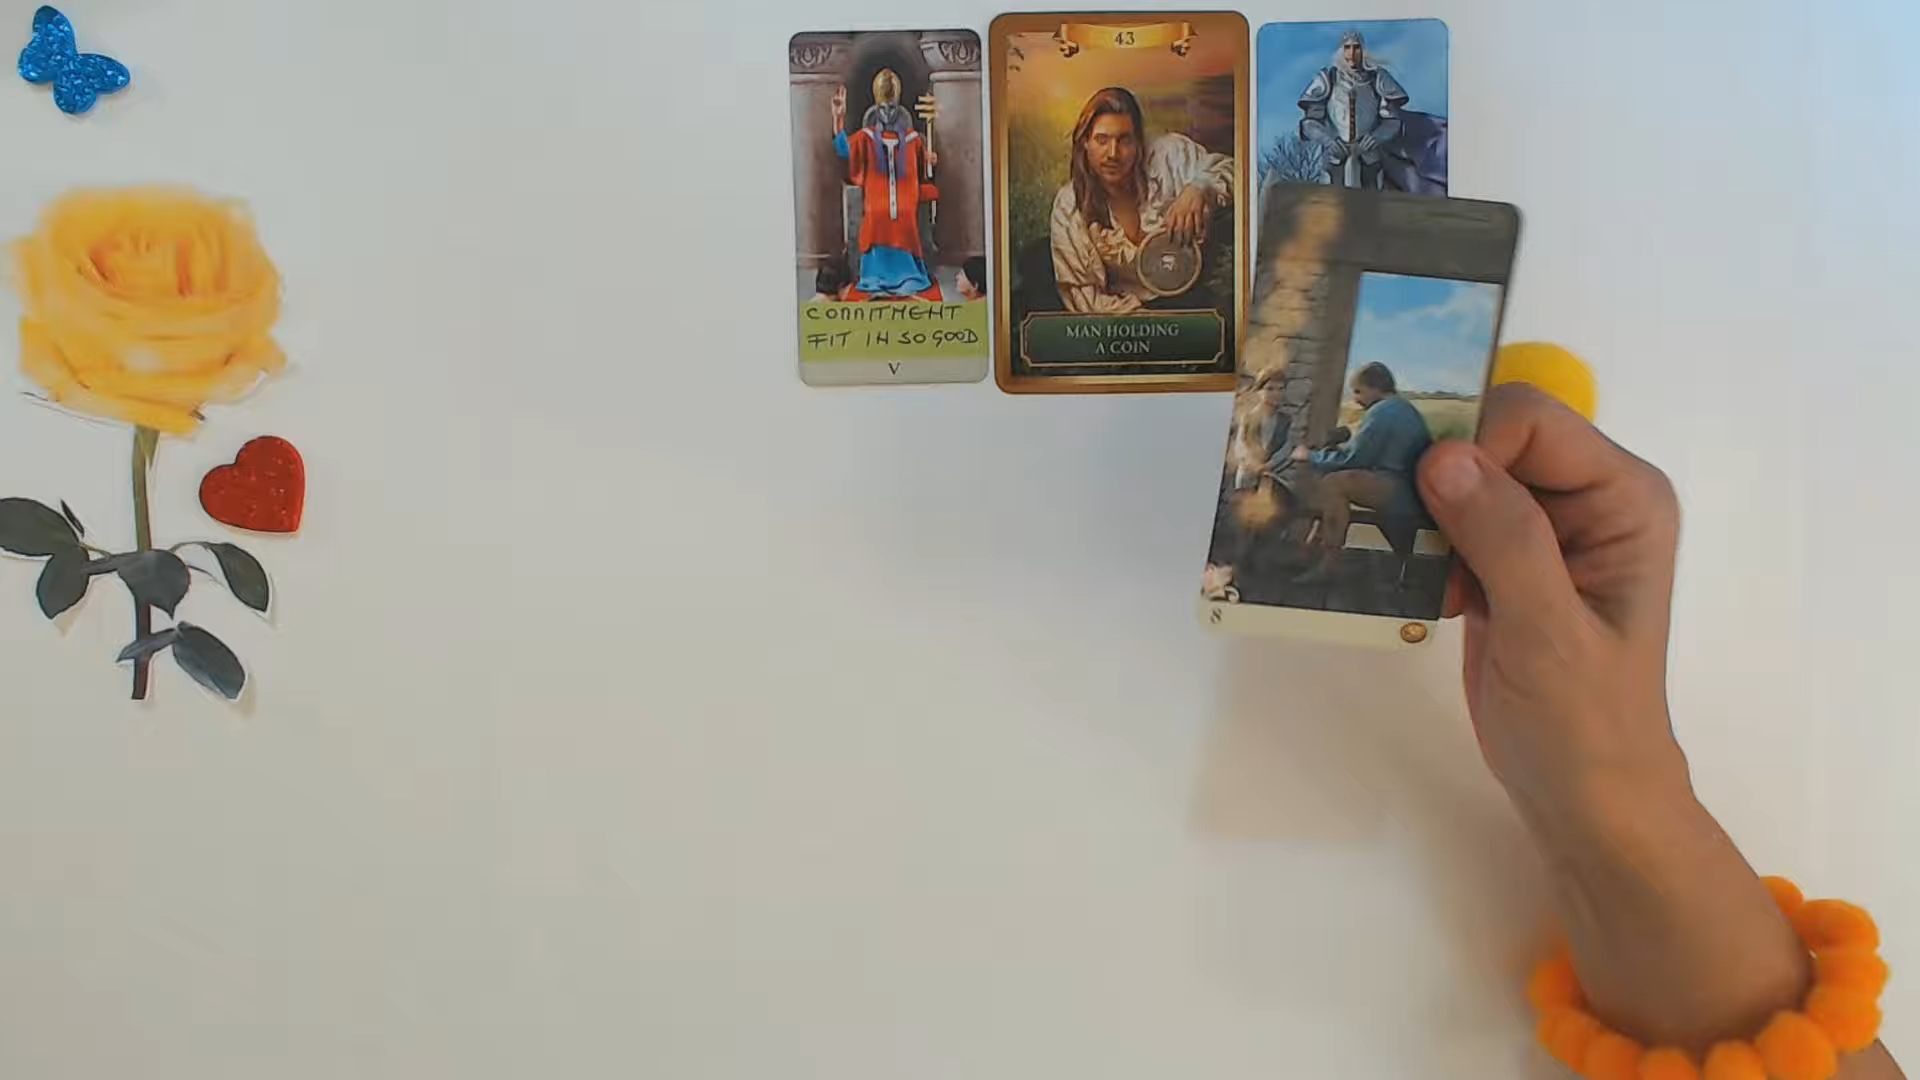 43
COMMITMENT
FIT IN SO GOOD
V
MAN HOLDING
A COIN
8